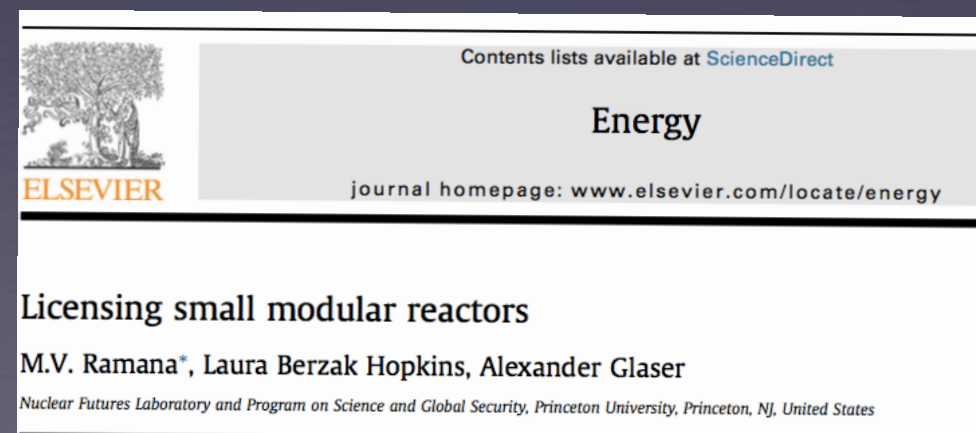 Contents lists available at ScienceDirect
Energy
journal homepage: www.elsevier.com/locate/energy
ELSEVIER
Licensing small modular reactors
M.V. Ramana*, Laura Berzak Hopkins, Alexander Glaser
Nuclear Futures Laboratory and Program on Science and Global Security, Princeton University, Princeton, NJ, United States